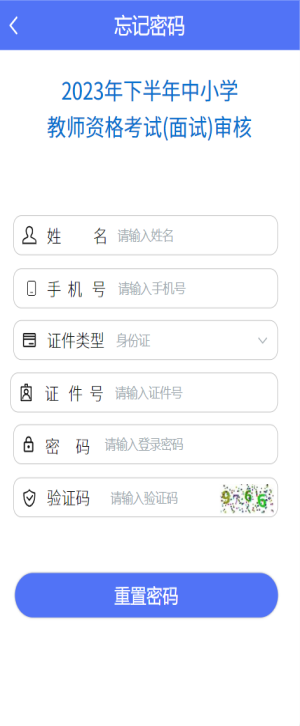 忘记密码
2023年下半年中小学
教师资格考试(面试)审核
姓 名 请输入姓名
手 机 号 请输入手机号
证件类型 身份证
证 件 号 请输入证件号
密 码 请输入登录密码
验证码 请输入验证码
重置密码